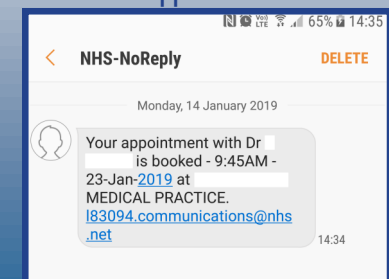 65% 14:35
NHS-NoReply DELETE
Monday, 14 January 2019
Your appointment with Dr
is booked - 9:45AM -
23-Jan-2019 at
MEDICAL PRACTICE.
l83094.communications@nhs
.net
14:34